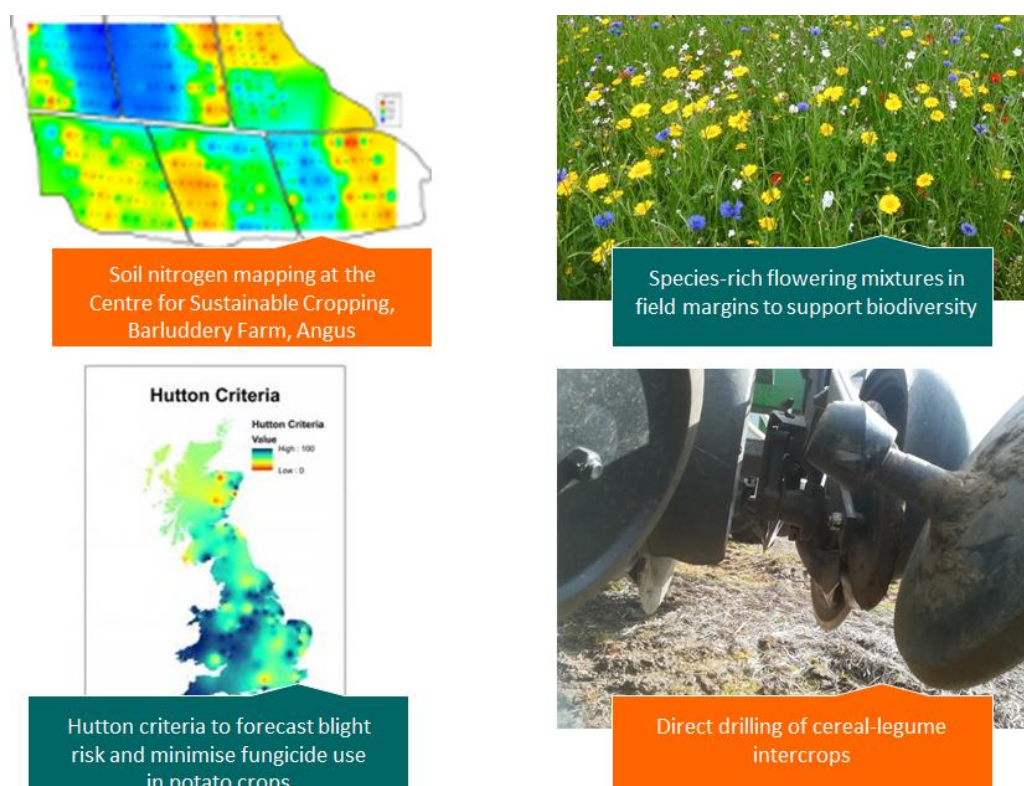 Soil nitrogen mapping at the
Centre for Sustainable Cropping,
Barluddery Farm, Angus
Species-rich flowering mixtures in
field margins to support biodiversity
Hutton Criteria
Hutton Criteria
Value
High : 100
Low : 0
Hutton criteria to forecast blight
risk and minimise fungicide use
in potato crops
Direct drilling of cereal-legume
intercrops